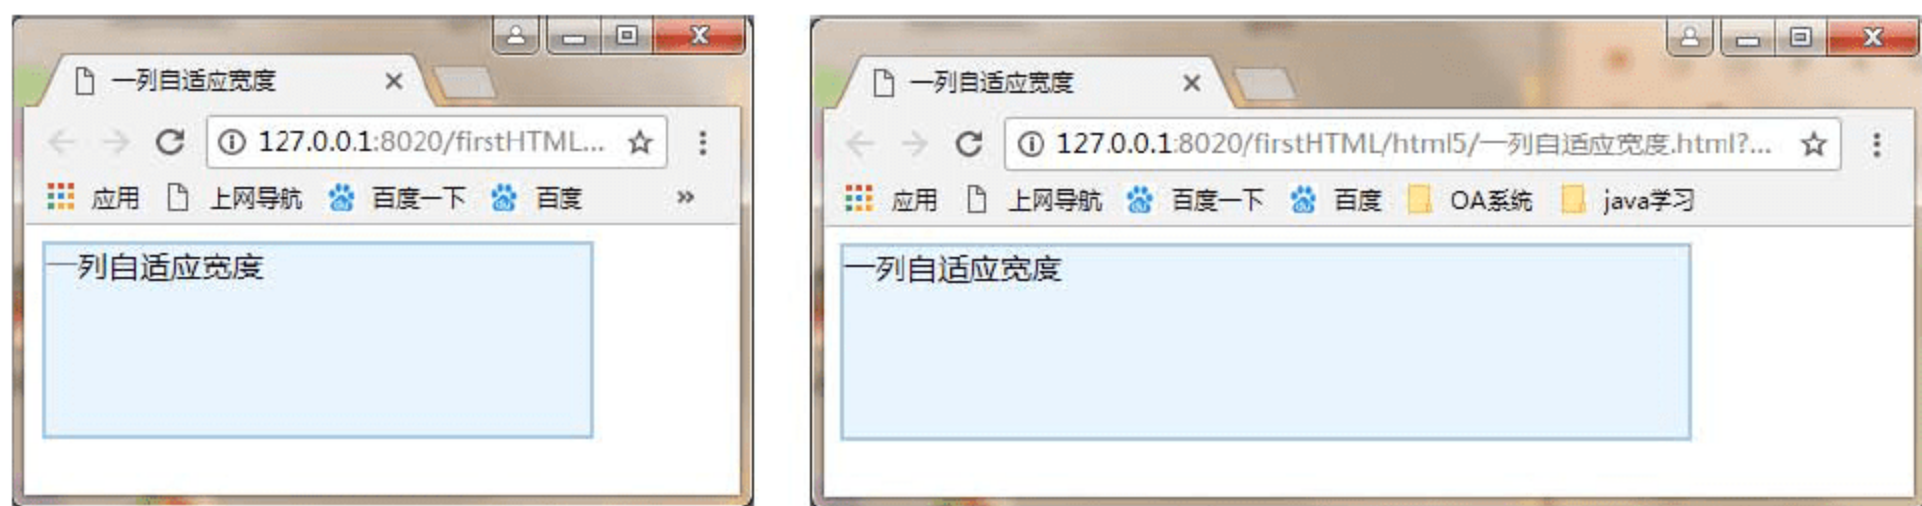 一列自适应宽度
127.0.0.1:8020/firstHTML...
应用 上网导航 百度一下 百度 »
一列自适应宽度
一列自适应宽度
127.0.0.1:8020/firstHTML/html5/一列自适应宽度.html?...
应用 上网导航 百度一下 百度 OA系统 java学习
一列自适应宽度